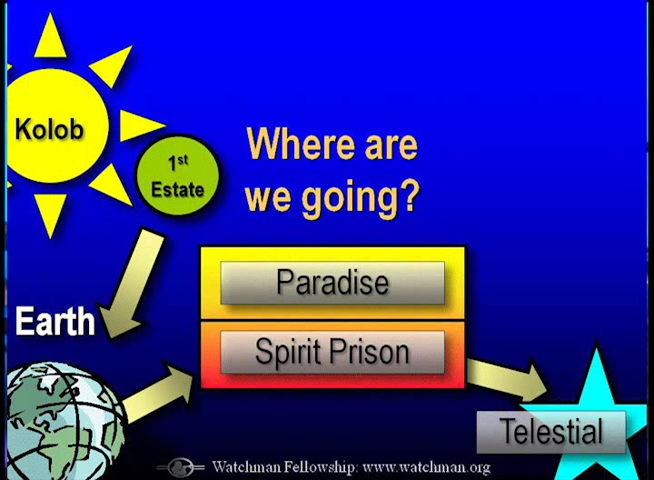 Kolob
1st
Estate
Where are
we going?
Paradise
Earth
Spirit Prison
Telestial
Watchman Fellowship: www.watchman.org